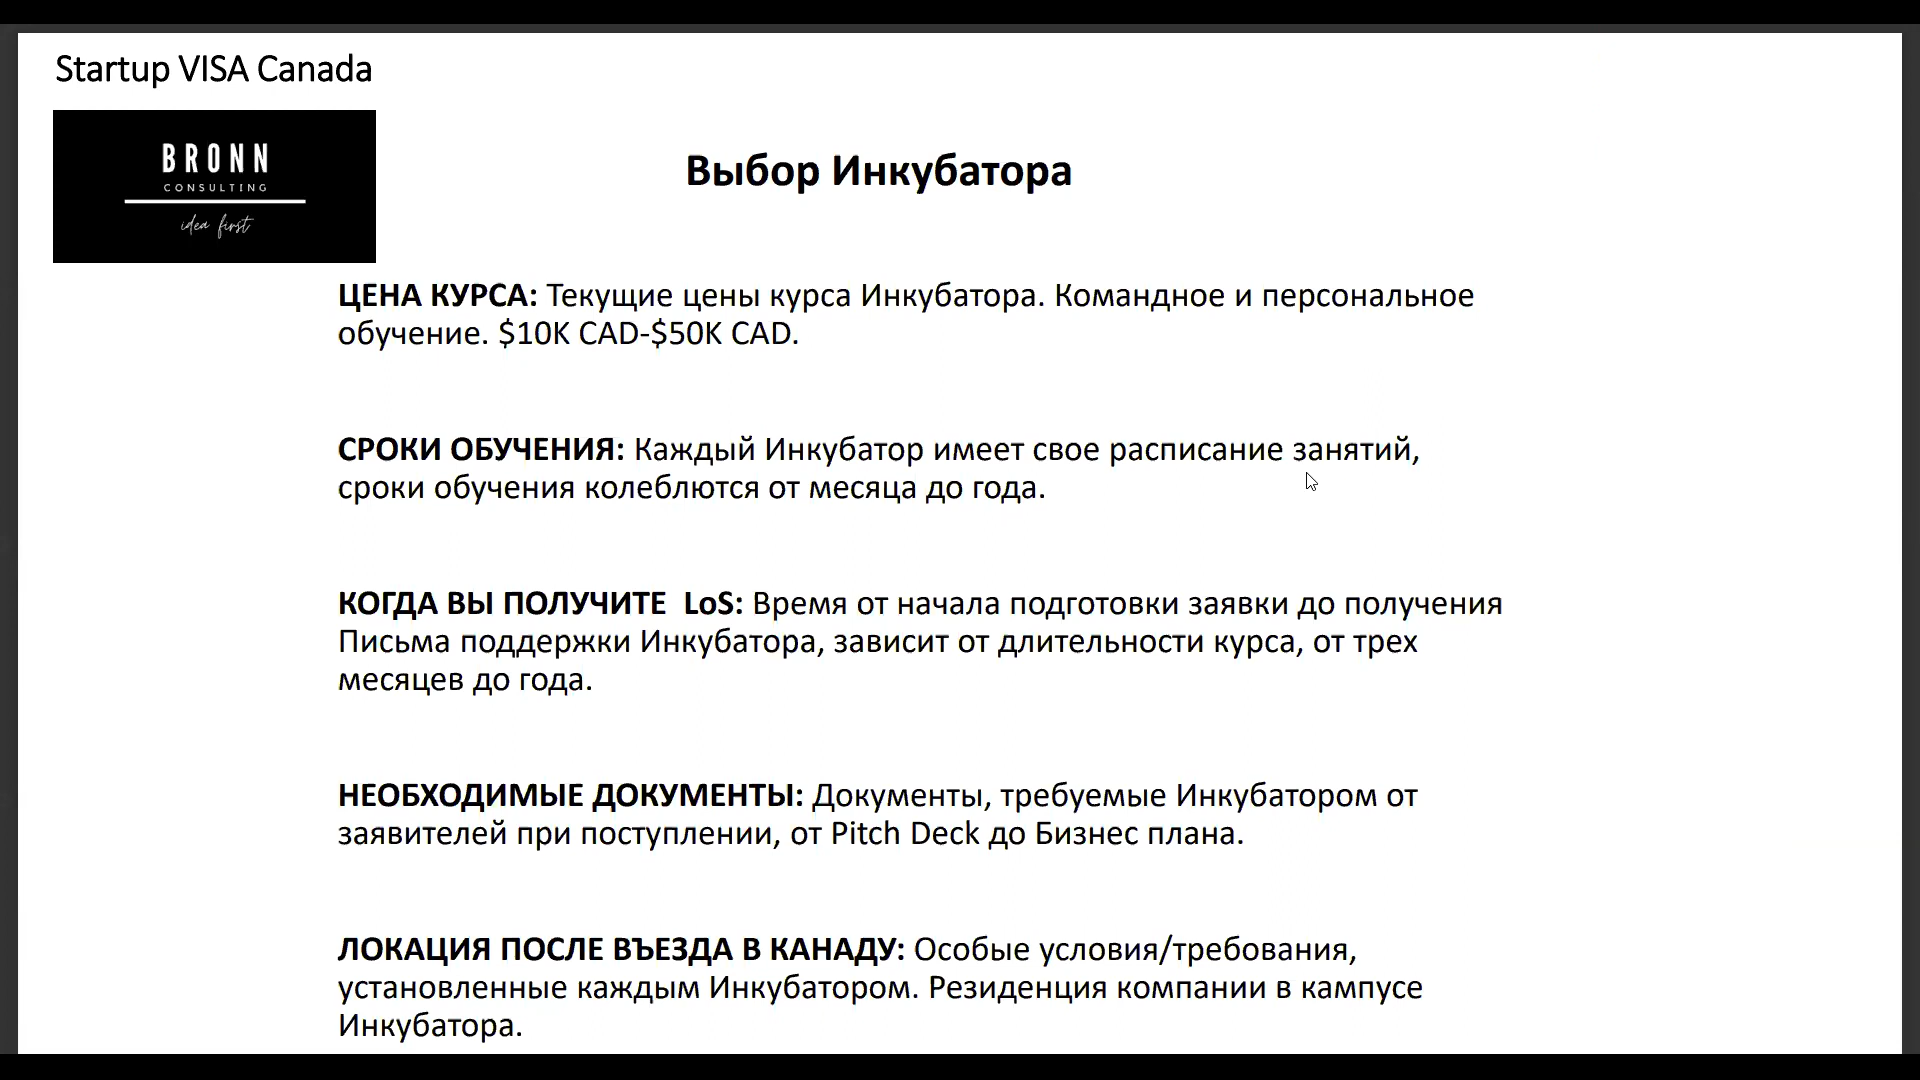 Startup VISA Canada
BRONN
CONSULTING
idea first
Выбор Инкубатора
ЦЕНА КУРСА: Текущие цены курса Инкубатора. Командное и персональное
обучение. $10K CAD-$50K CAD.
СРОКИ ОБУЧЕНИЯ: Каждый Инкубатор имеет свое расписание занятий,
сроки обучения колеблются от месяца до года.
КОГДА ВЫ ПОЛУЧИТЕ  LoS: Время от начала подготовки заявки до получения
Письма поддержки Инкубатора, зависит от длительности курса, от трех
месяцев до года.
НЕОБХОДИМЫЕ ДОКУМЕНТЫ: Документы, требуемые Инкубатором от
заявителей при поступлении, от Pitch Deck до Бизнес плана.
ЛОКАЦИЯ ПОСЛЕ ВЪЕЗДА В КАНАДУ: Особые условия/требования,
установленные каждым Инкубатором. Резиденция компании в кампусе
Инкубатора.